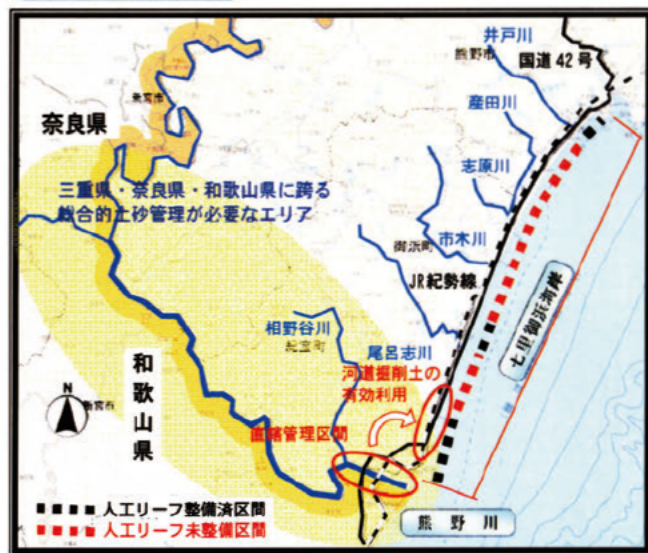 井戸川
熊野市
国道42号
産田川
奈良県
志原川
三重県・奈良県・和歌山県に跨る
総合的土砂管理が必要なエリア
市木川
御浜町
JR紀勢線
七里御浜海岸
相野谷川
紀宝町
尾呂志川
河道掘削土の
有効利用
和歌山県
N
新宮市
直轄管理区間
人工リーフ整備済区間
人工リーフ未整備区間
熊野川